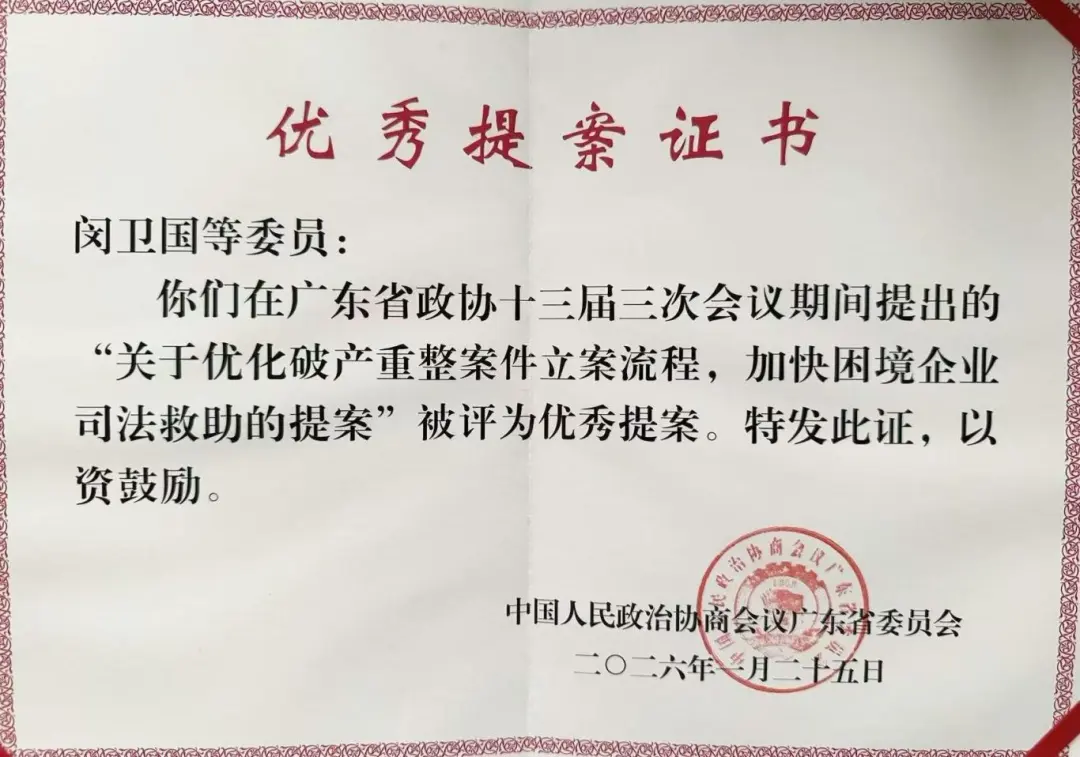 优秀提案证书
闵卫国等委员：
你们在广东省政协十三届三次会议期间提出的
“关于优化破产重整案件立案流程，加快困境企业
司法救助的提案”被评为优秀提案。特发此证，以
资鼓励。
中国人民政治协商会议广东省委员会
二〇二六年一月二十五日